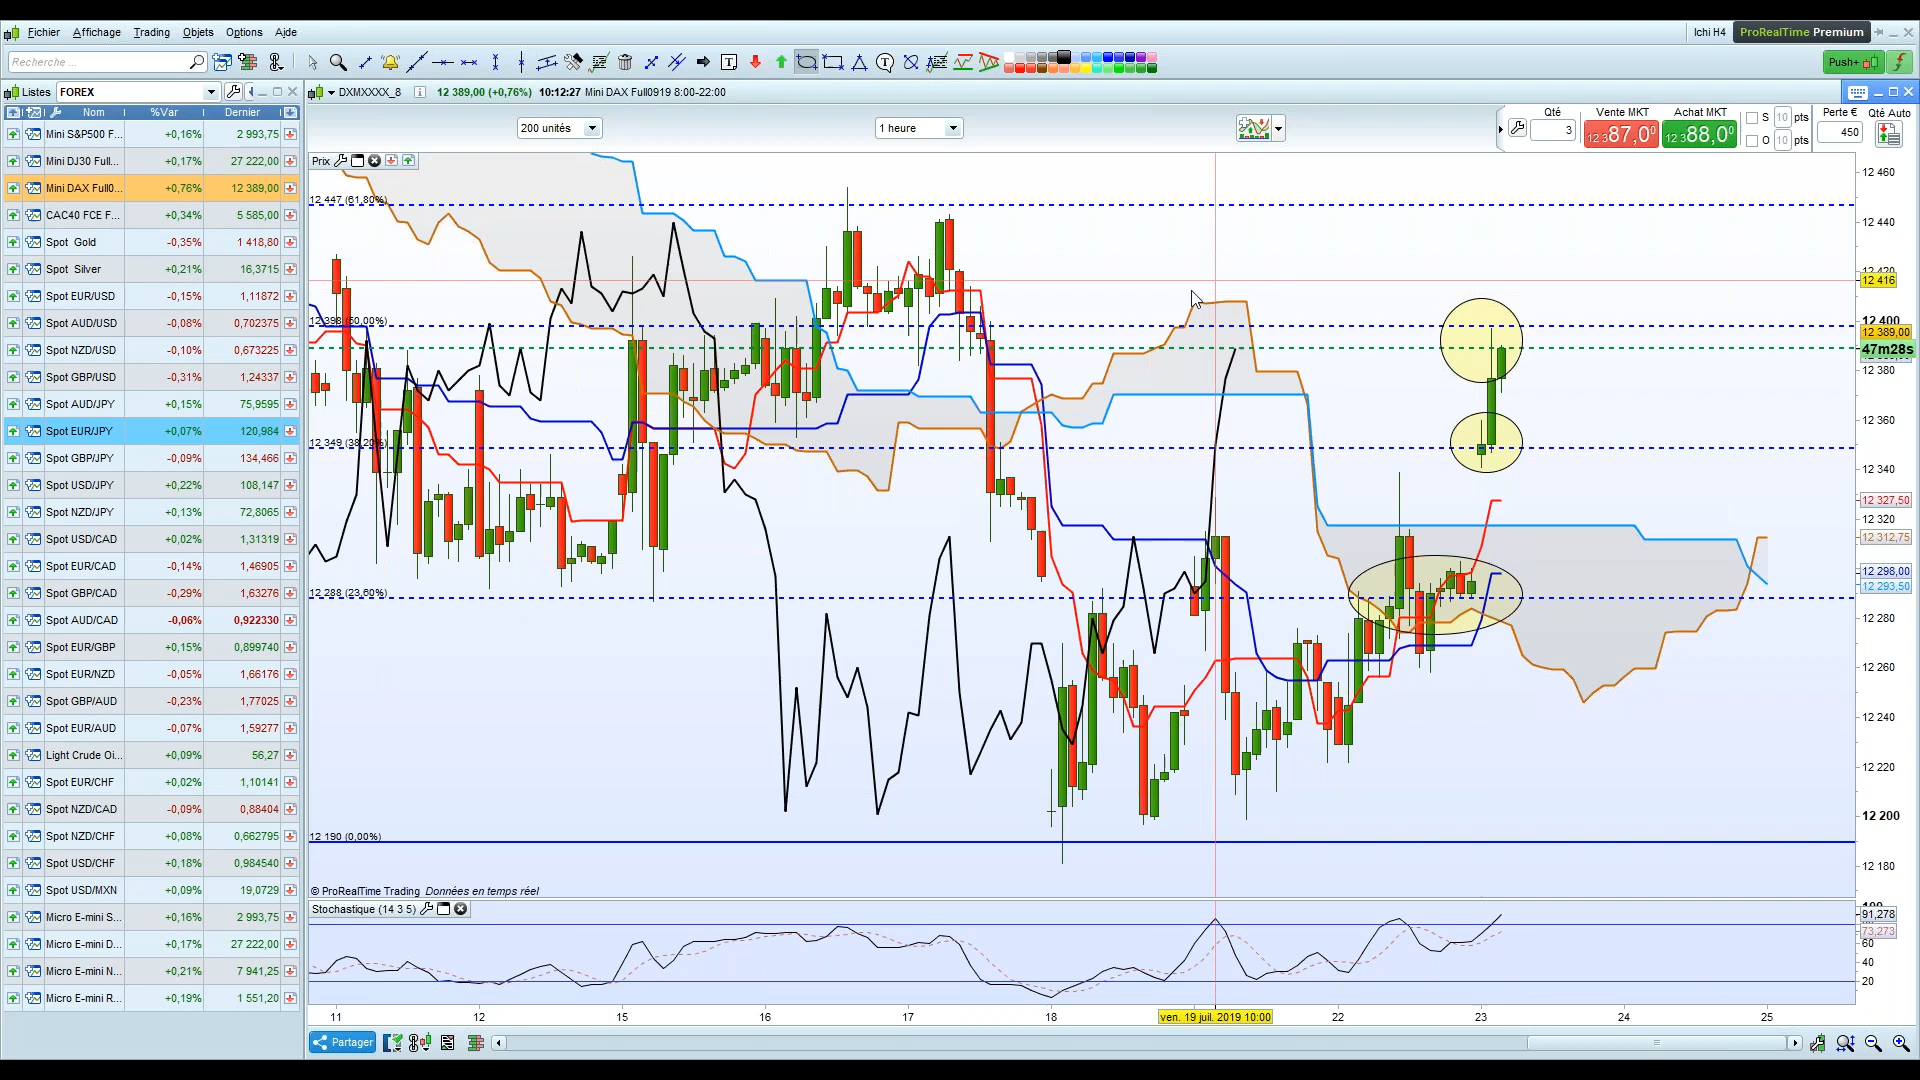 Fichier Affichage Trading Objets Options Aide
Ichi H4 ProRealTime Premium
Recherche ...
Push+
Listes FOREX
DXMXXXX_8 12 389,00 (+0,76%) 10:12:27 Mini DAX Full0919 8:00-22:00
Nom %Var Dernier
Mini S&P500 F... +0,16% 2 993,75
Mini DJ30 Full... +0,17% 27 222,00
Mini DAX Full0... +0,76% 12 389,00
CAC40 FCE F... +0,34% 5 585,00
Spot Gold -0,35% 1 418,80
Spot Silver +0,21% 16,3715
Spot EUR/USD -0,15% 1,11872
Spot AUD/USD -0,08% 0,702375
Spot NZD/USD -0,10% 0,673225
Spot GBP/USD -0,31% 1,24337
Spot AUD/JPY +0,15% 75,9595
Spot EUR/JPY +0,07% 120,984
Spot GBP/JPY -0,09% 134,466
Spot USD/JPY +0,22% 108,147
Spot NZD/JPY +0,13% 72,8065
Spot USD/CAD +0,02% 1,31319
Spot EUR/CAD -0,14% 1,46905
Spot GBP/CAD -0,29% 1,63276
Spot AUD/CAD -0,06% 0,922330
Spot EUR/GBP +0,15% 0,899740
Spot EUR/NZD -0,05% 1,66176
Spot GBP/AUD -0,23% 1,77025
Spot EUR/AUD -0,07% 1,59277
Light Crude Oi... +0,09% 56,27
Spot EUR/CHF +0,02% 1,10141
Spot NZD/CAD -0,09% 0,88404
Spot NZD/CHF +0,08% 0,662795
Spot USD/CHF +0,18% 0,984540
Spot USD/MXN +0,09% 19,0729
Micro E-mini S... +0,16% 2 993,75
Micro E-mini D... +0,17% 27 222,00
Micro E-mini N... +0,21% 7 941,25
Micro E-mini R... +0,19% 1 551,20
200 unités
1 heure
Qté Vente MKT Achat MKT Perte € Qté Auto
3 12 387,0⁰ 12 388,0⁰ 450
S 10 pts
O 10 pts
Prix
12 447 (61,80%)
12 398 (50,00%)
12 349 (38,20%)
12 288 (23,60%)
12 190 (0,00%)
12 460
12 440
12 420
12 416
12 400
12 389,00
47m28s
12 380
12 360
12 340
12 327,50
12 320
12 312,75
12 298,00
12 293,50
12 280
12 260
12 240
12 220
12 200
12 180
© ProRealTime Trading Données en temps réel
Stochastique (14 3 5)
91,278
73,273
60
40
20
11 12 15 16 17 18 ven. 19 juil. 2019 10:00 22 23 24 25
Partager